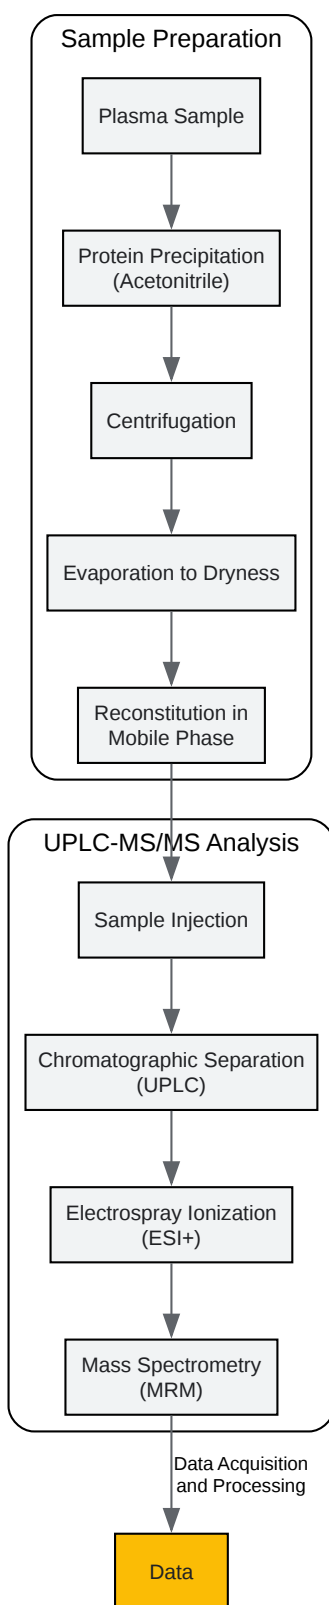 Sample Preparation
Plasma Sample
Protein Precipitation
(Acetonitrile)
Centrifugation
Evaporation to Dryness
Reconstitution in
Mobile Phase
UPLC-MS/MS Analysis
Sample Injection
Chromatographic Separation
(UPLC)
Electrospray Ionization
(ESI+)
Mass Spectrometry
(MRM)
Data Acquisition
and Processing
Data